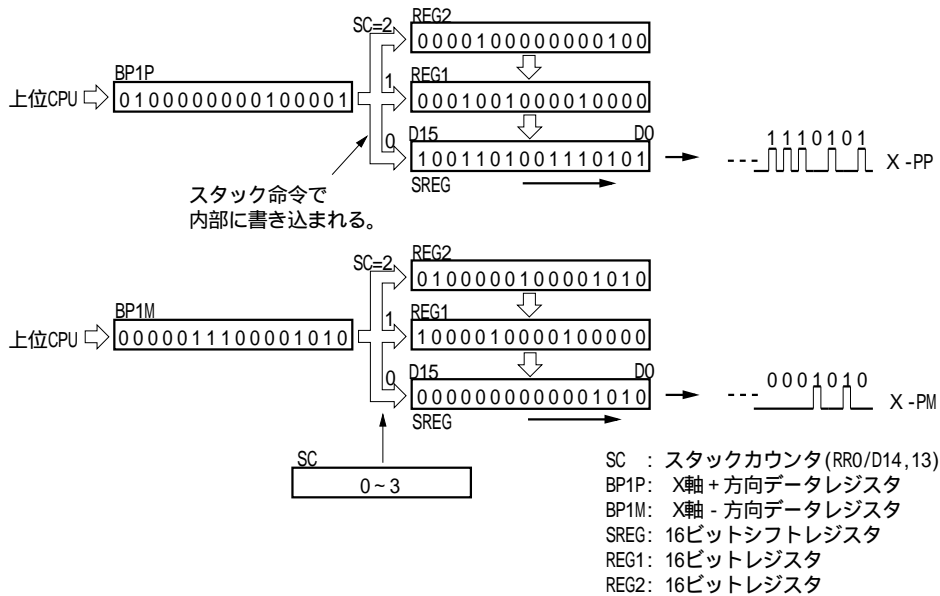 SC=2
REG2
0000100000000100
BP1P
上位CPU
0100000000100001
1
REG1
0001001000010000
0
D15
D0
1001101001110101
SREG
1110101
X-PP
スタック命令で
内部に書き込まれる。
SC=2
REG2
0100000100001010
BP1M
上位CPU
0000011100001010
1
REG1
1000010000100000
0
D15
D0
0000000000001010
SREG
0001010
X-PM
SC
0~3
SC : スタックカウンタ(RR0/D14,13)
BP1P: X軸+方向データレジスタ
BP1M: X軸-方向データレジスタ
SREG: 16ビットシフトレジスタ
REG1: 16ビットレジスタ
REG2: 16ビットレジスタ